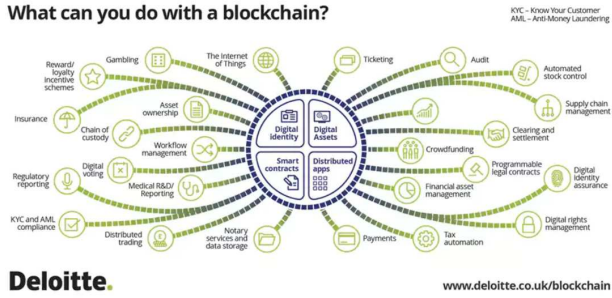 What can you do with a blockchain?
KYC – Know Your Customer
AML – Anti-Money Laundering
Gambling
The Internet
of Things
Ticketing
Audit
Reward/
loyalty
incentive
schemes
Automated
stock control
Asset
ownership
Supply chain
management
Insurance
Chain of
custody
Digital
identity
Digital
Assets
Clearing and
settlement
Workflow
management
Crowdfunding
Digital
voting
Smart
contracts
Distributed
apps
Programmable
legal contracts
Regulatory
reporting
Medical R&D/
Reporting
Financial asset
management
Digital
identity
assurance
KYC and AML
compliance
Distributed
trading
Notary
services and
data storage
Payments
Tax
automation
Digital rights
management
Deloitte.
www.deloitte.co.uk/blockchain